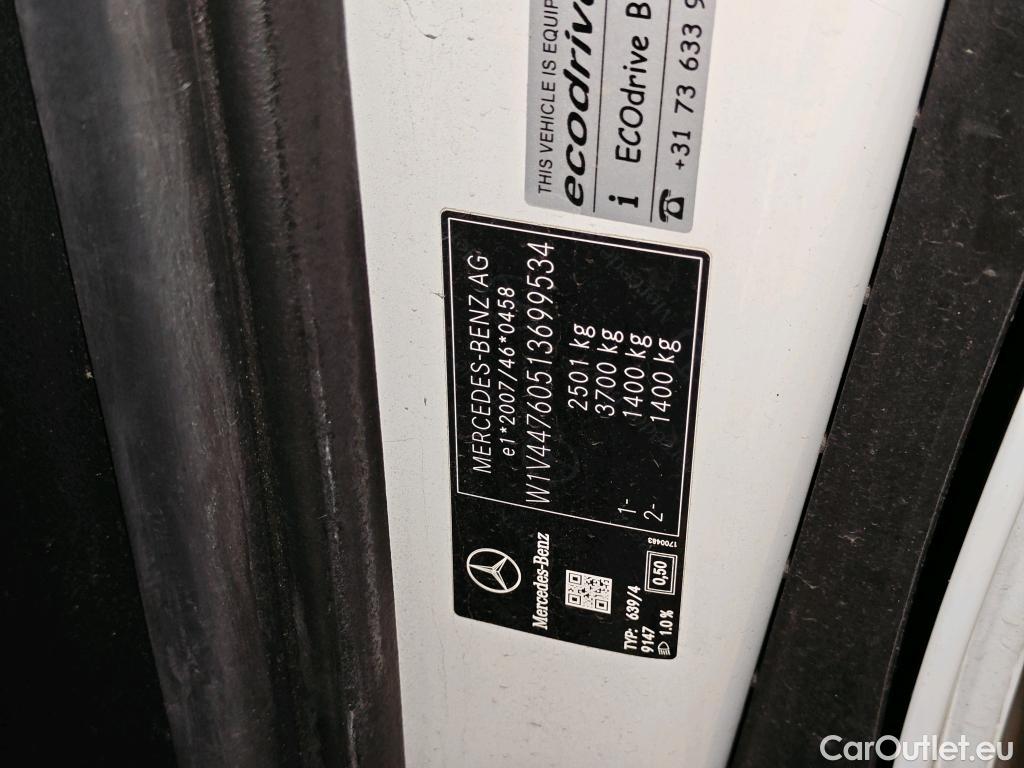 THIS VEHICLE IS EQUIP
ecodriv
i ECOdrive B
☎ +31 73 633 9
MERCEDES-BENZ AG
e1*2007/46*0458
W1V44760513699534
2501 kg
3700 kg
1- 1400 kg
2- 1400 kg
Mercedes-Benz
TYP: 639/4
9147
1.0 %
0,50
1700483
CarOutlet.eu